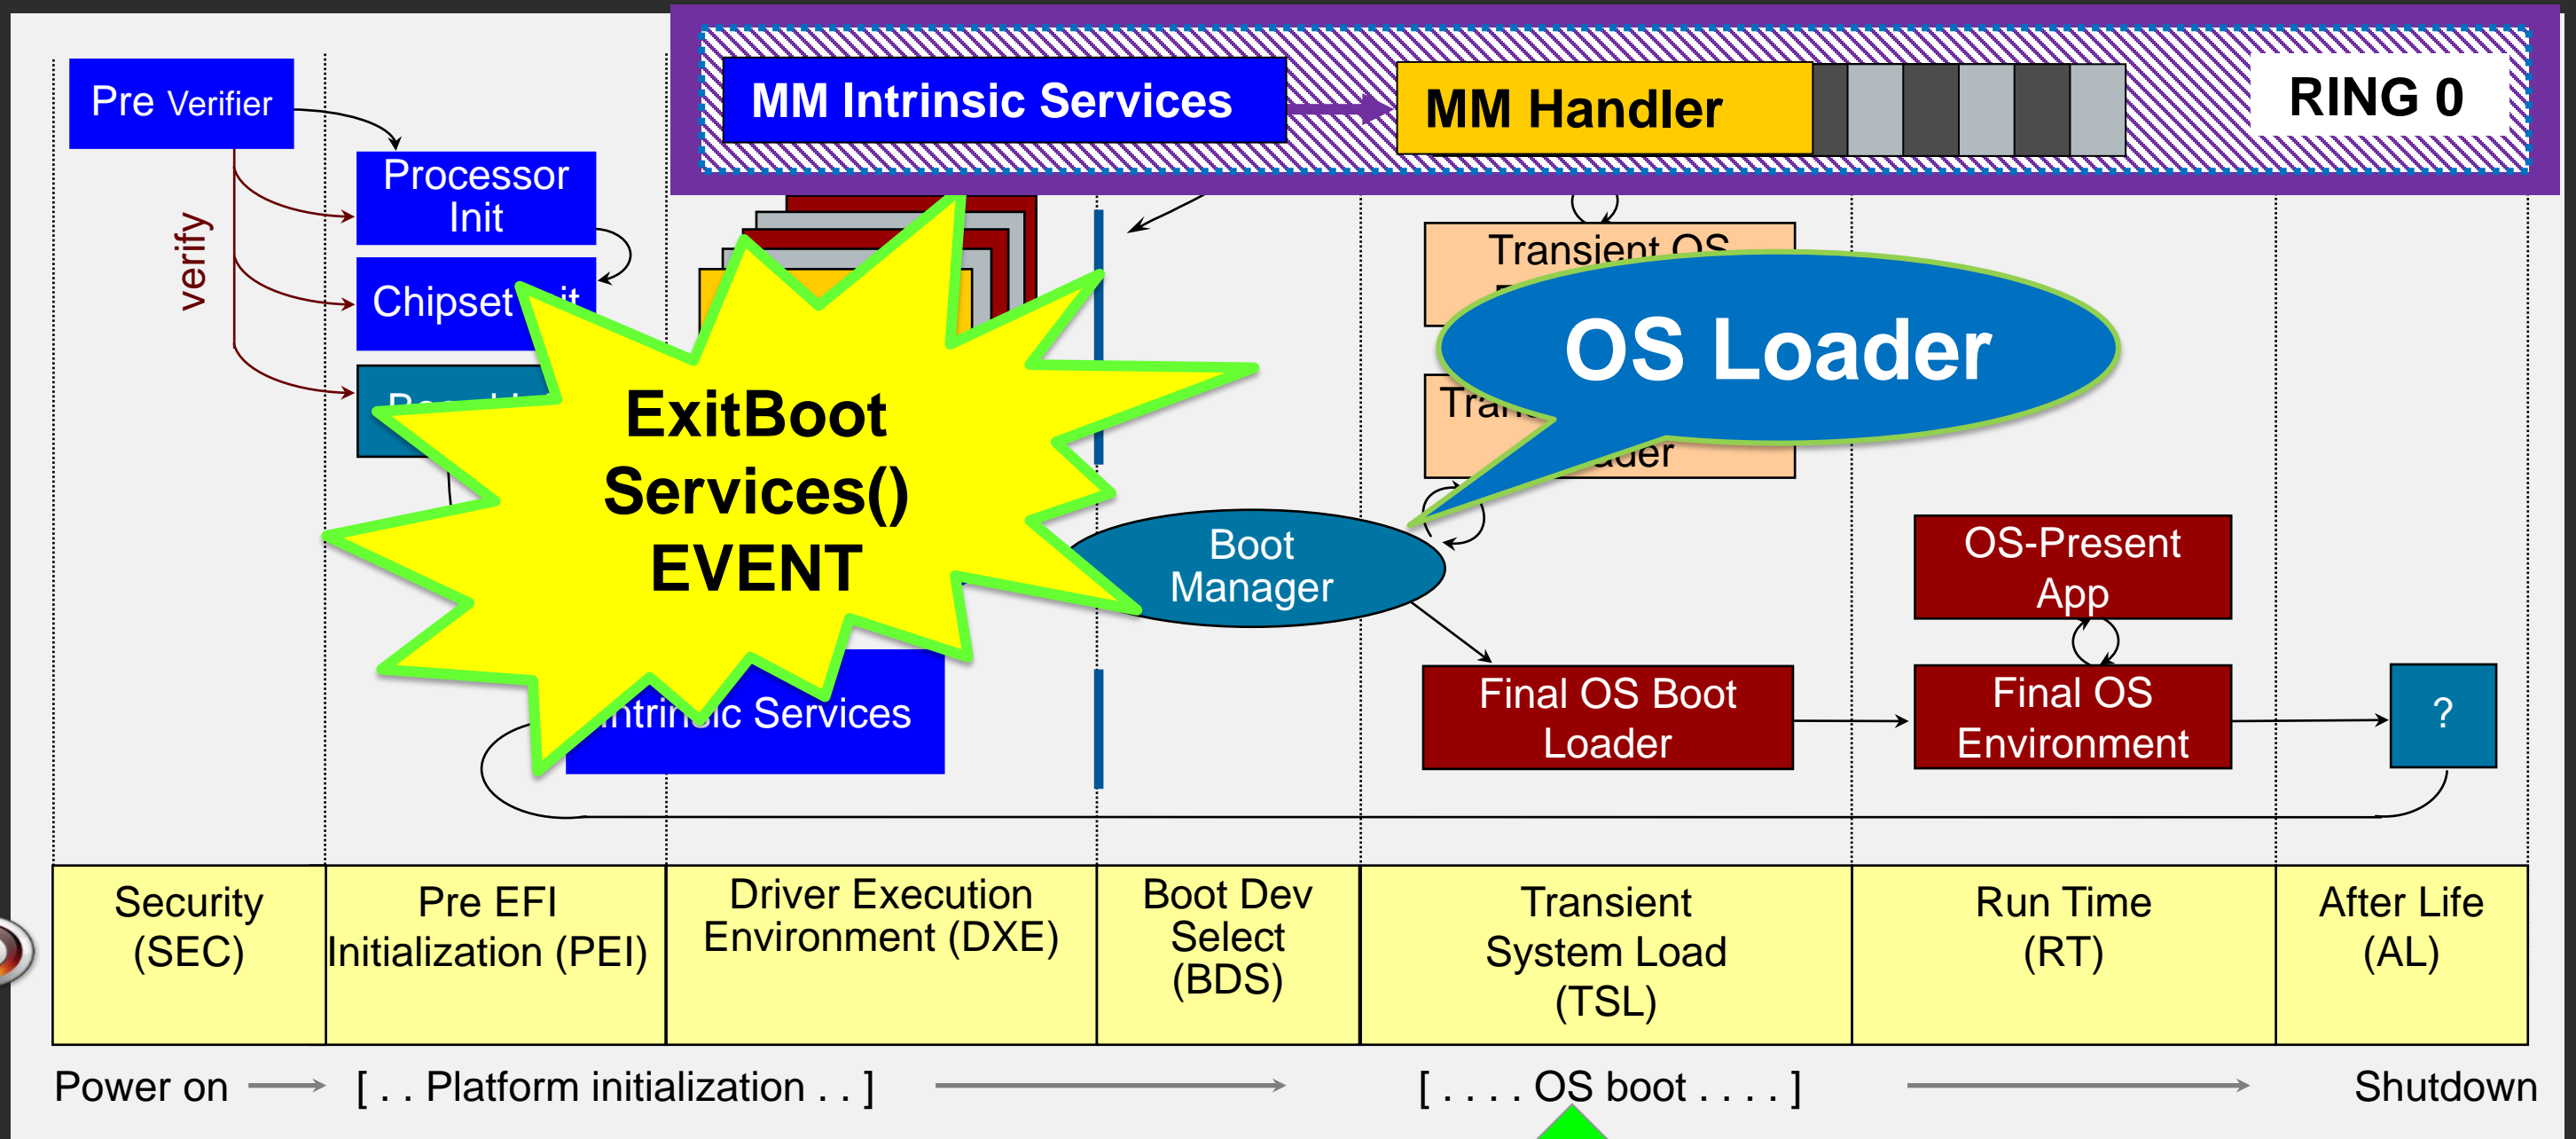 Pre Verifier
verify
Processor
Init
Chipset
MM Intrinsic Services
MM Handler
RING 0
Transient OS
OS Loader
ExitBoot
Services()
EVENT
Boot
Manager
Intrinsic Services
OS-Present
App
Final OS Boot
Loader
Final OS
Environment
?
Security
(SEC)
Pre EFI
Initialization (PEI)
Driver Execution
Environment (DXE)
Boot Dev
Select
(BDS)
Transient
System Load
(TSL)
Run Time
(RT)
After Life
(AL)
Power on
[ . . Platform initialization . . ]
[ . . . . OS boot . . . . ]
Shutdown